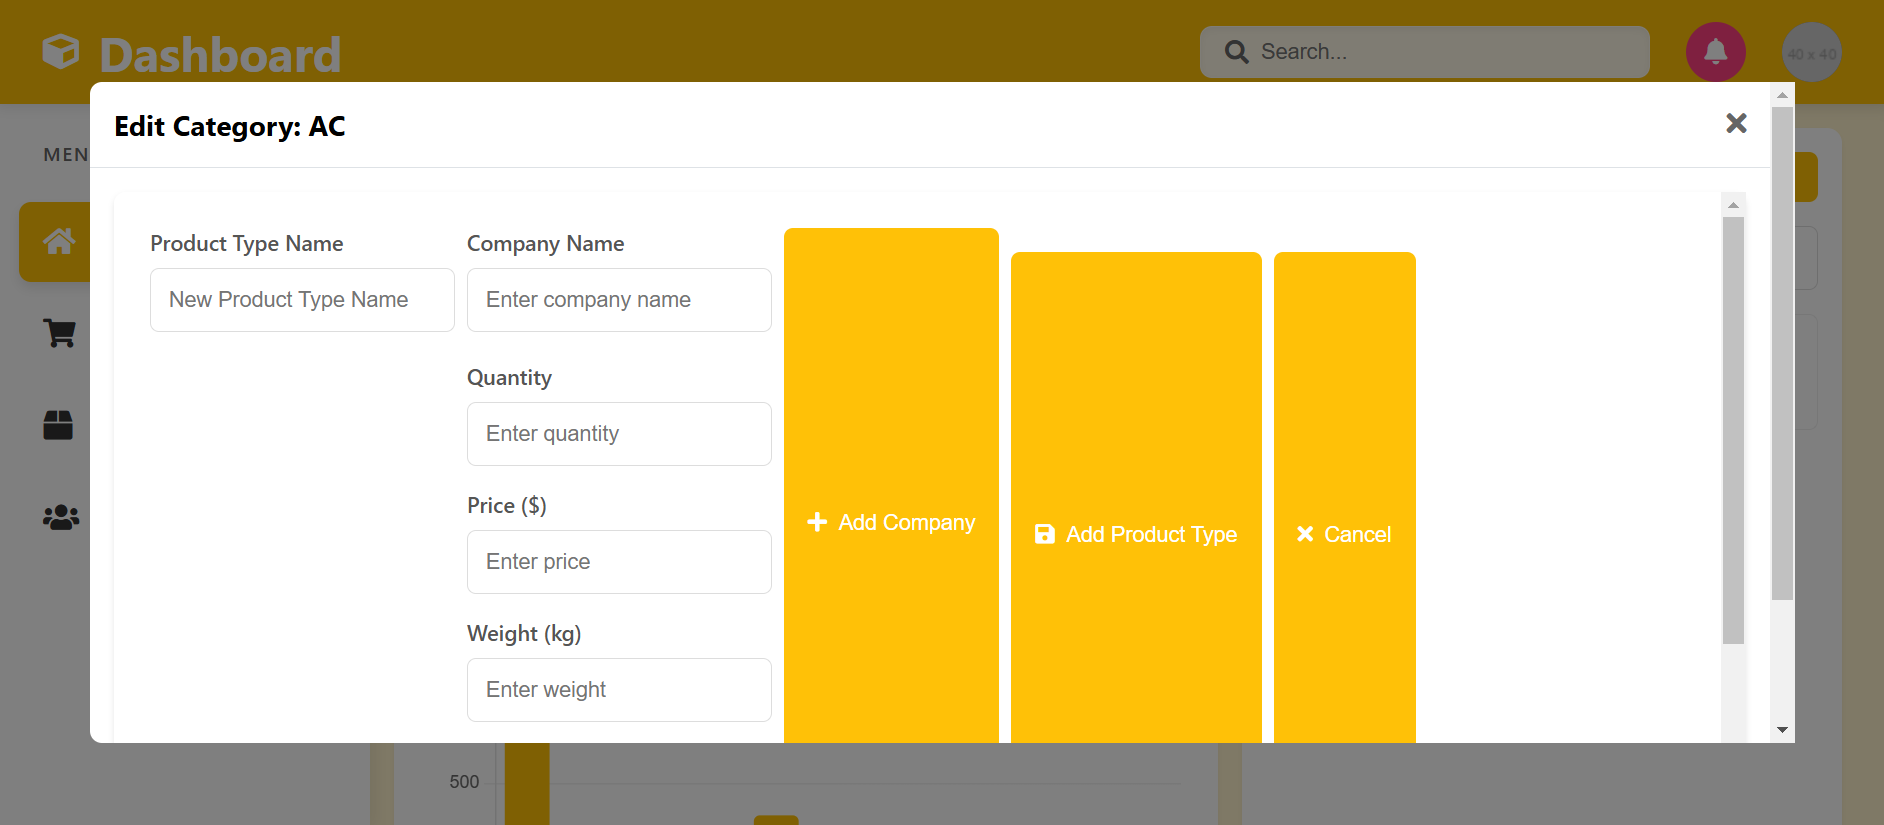 Dashboard
Search...
40 x 40
Edit Category: AC
MEN
Product Type Name
Company Name
New Product Type Name
Enter company name
Quantity
Enter quantity
Price ($)
Enter price
Add Company
Add Product Type
Cancel
Weight (kg)
Enter weight
500